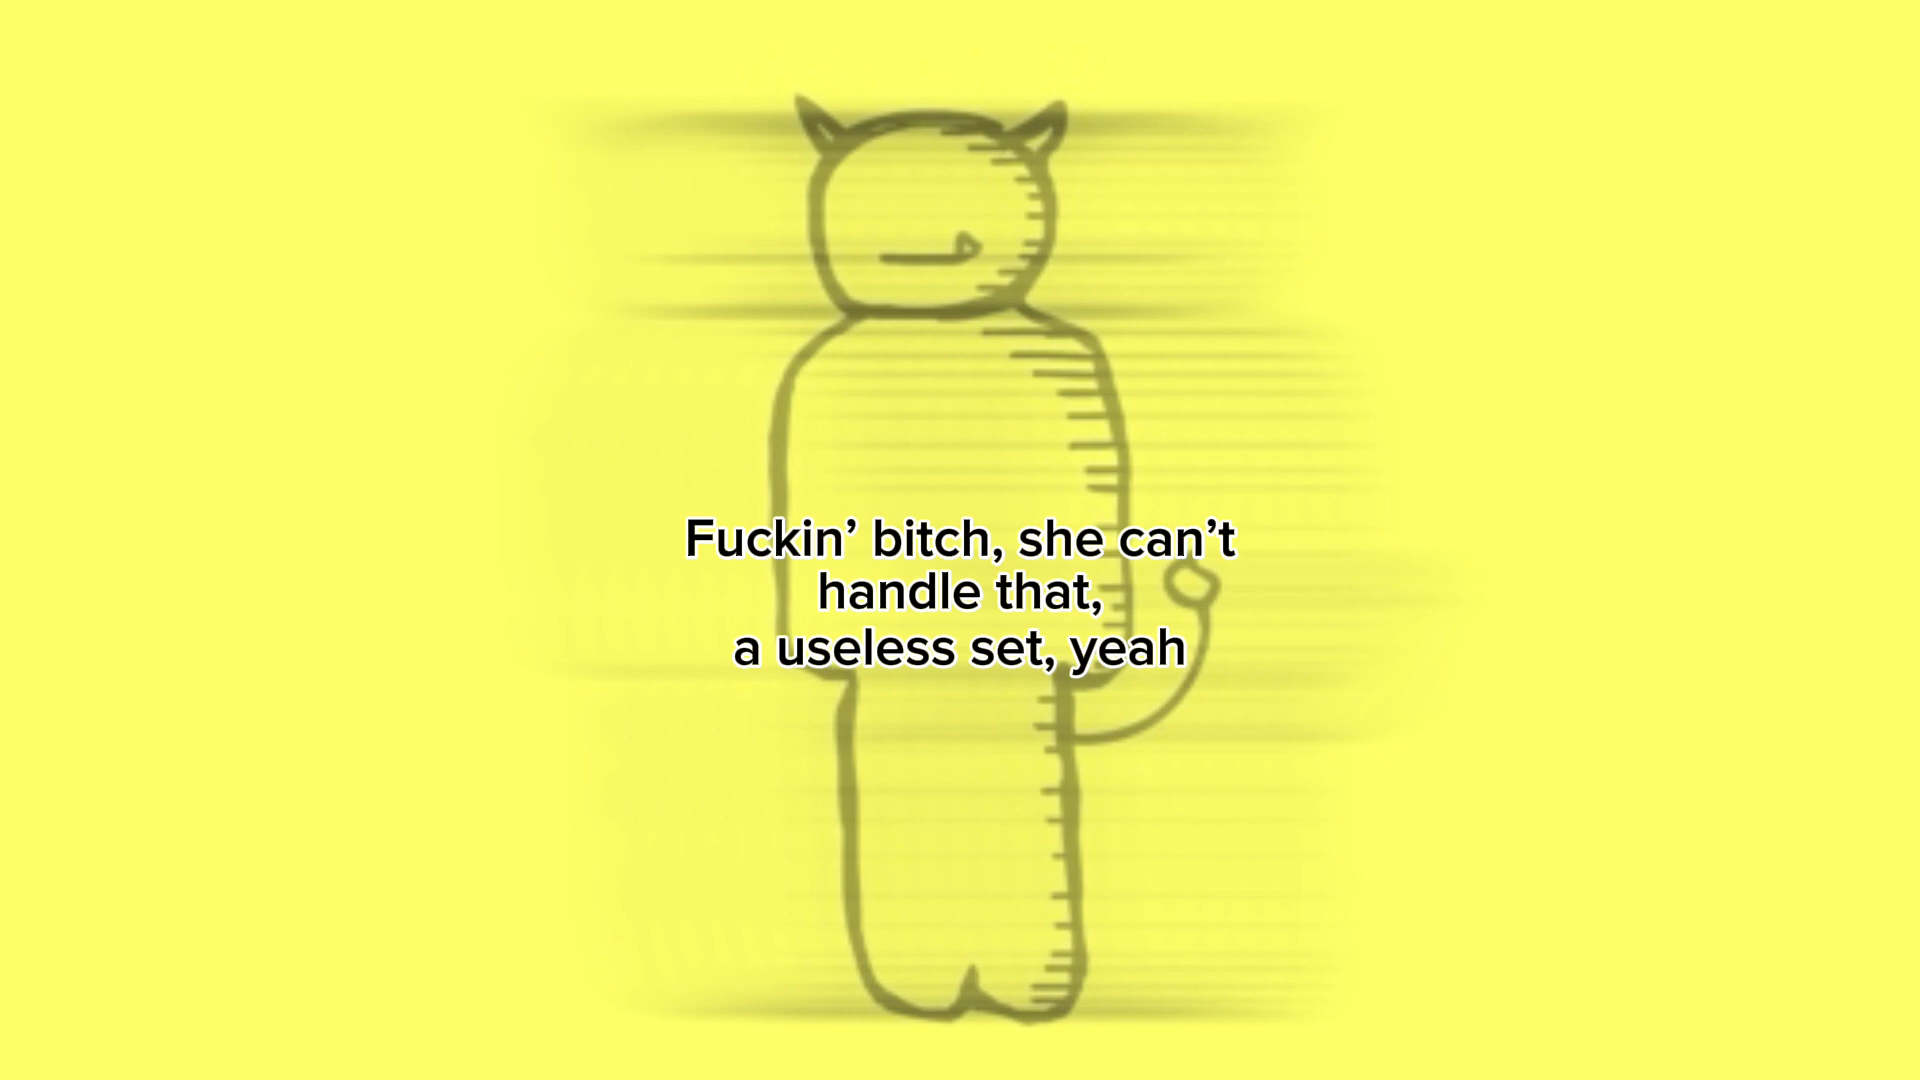 Fuckin’ bitch, she can’t
handle that,
a useless set, yeah